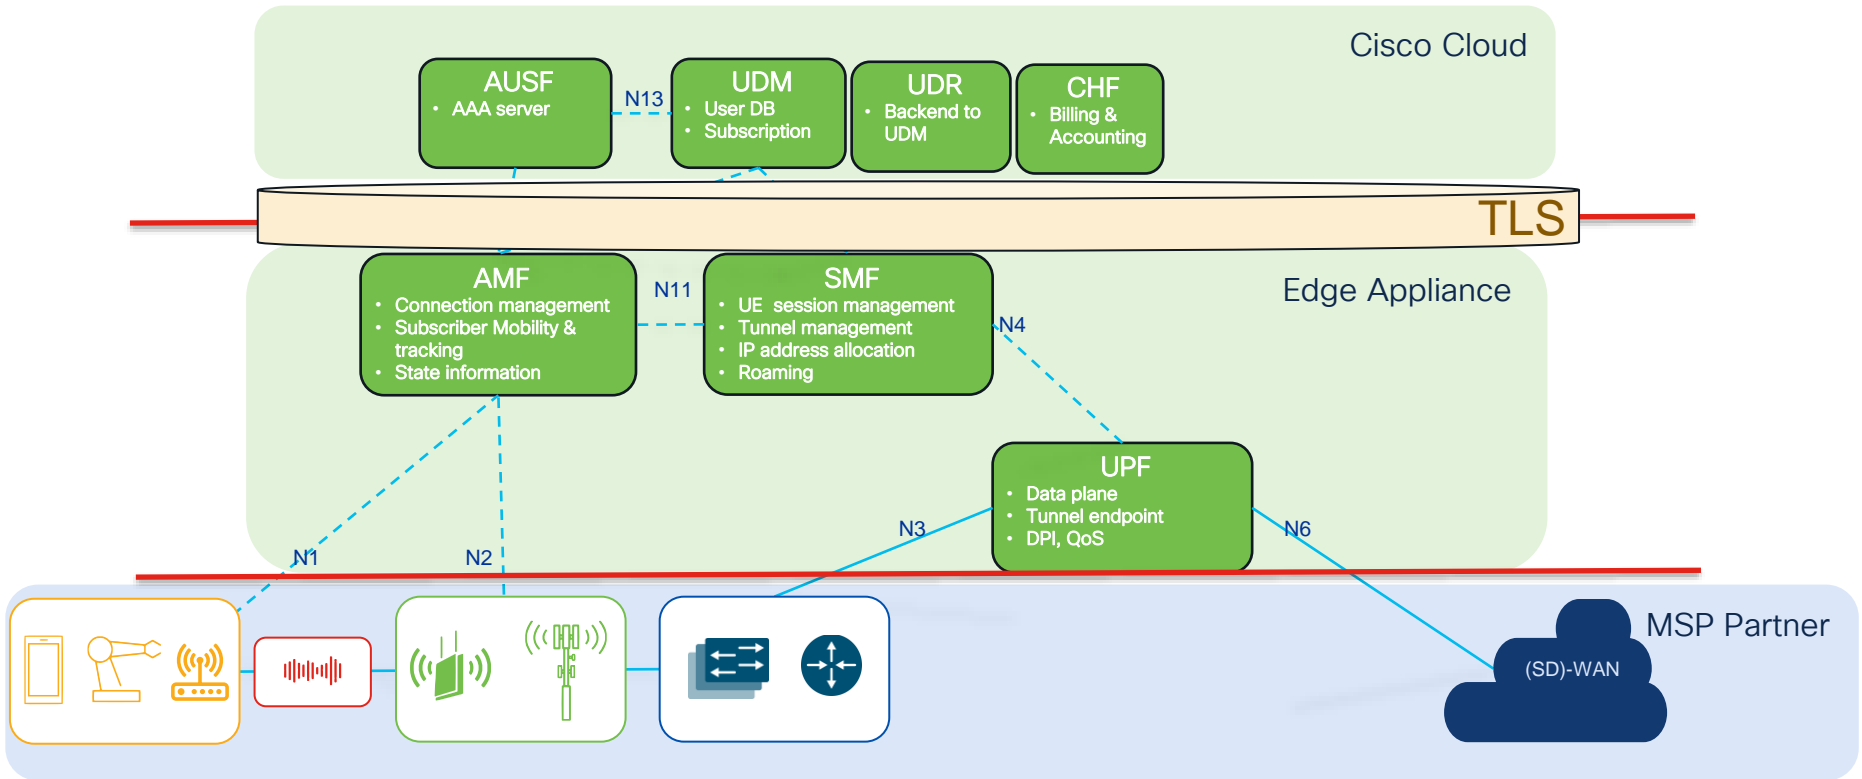 Cisco Cloud
AUSF
• AAA server
N13
UDM
• User DB
• Subscription
UDR
• Backend to
UDM
CHF
• Billing &
Accounting
TLS
Edge Appliance
AMF
• Connection management
• Subscriber Mobility &
tracking
• State information
N11
SMF
• UE session management
• Tunnel management
• IP address allocation
• Roaming
N4
UPF
• Data plane
• Tunnel endpoint
• DPI, QoS
N1
N2
N3
N6
MSP Partner
(SD)-WAN